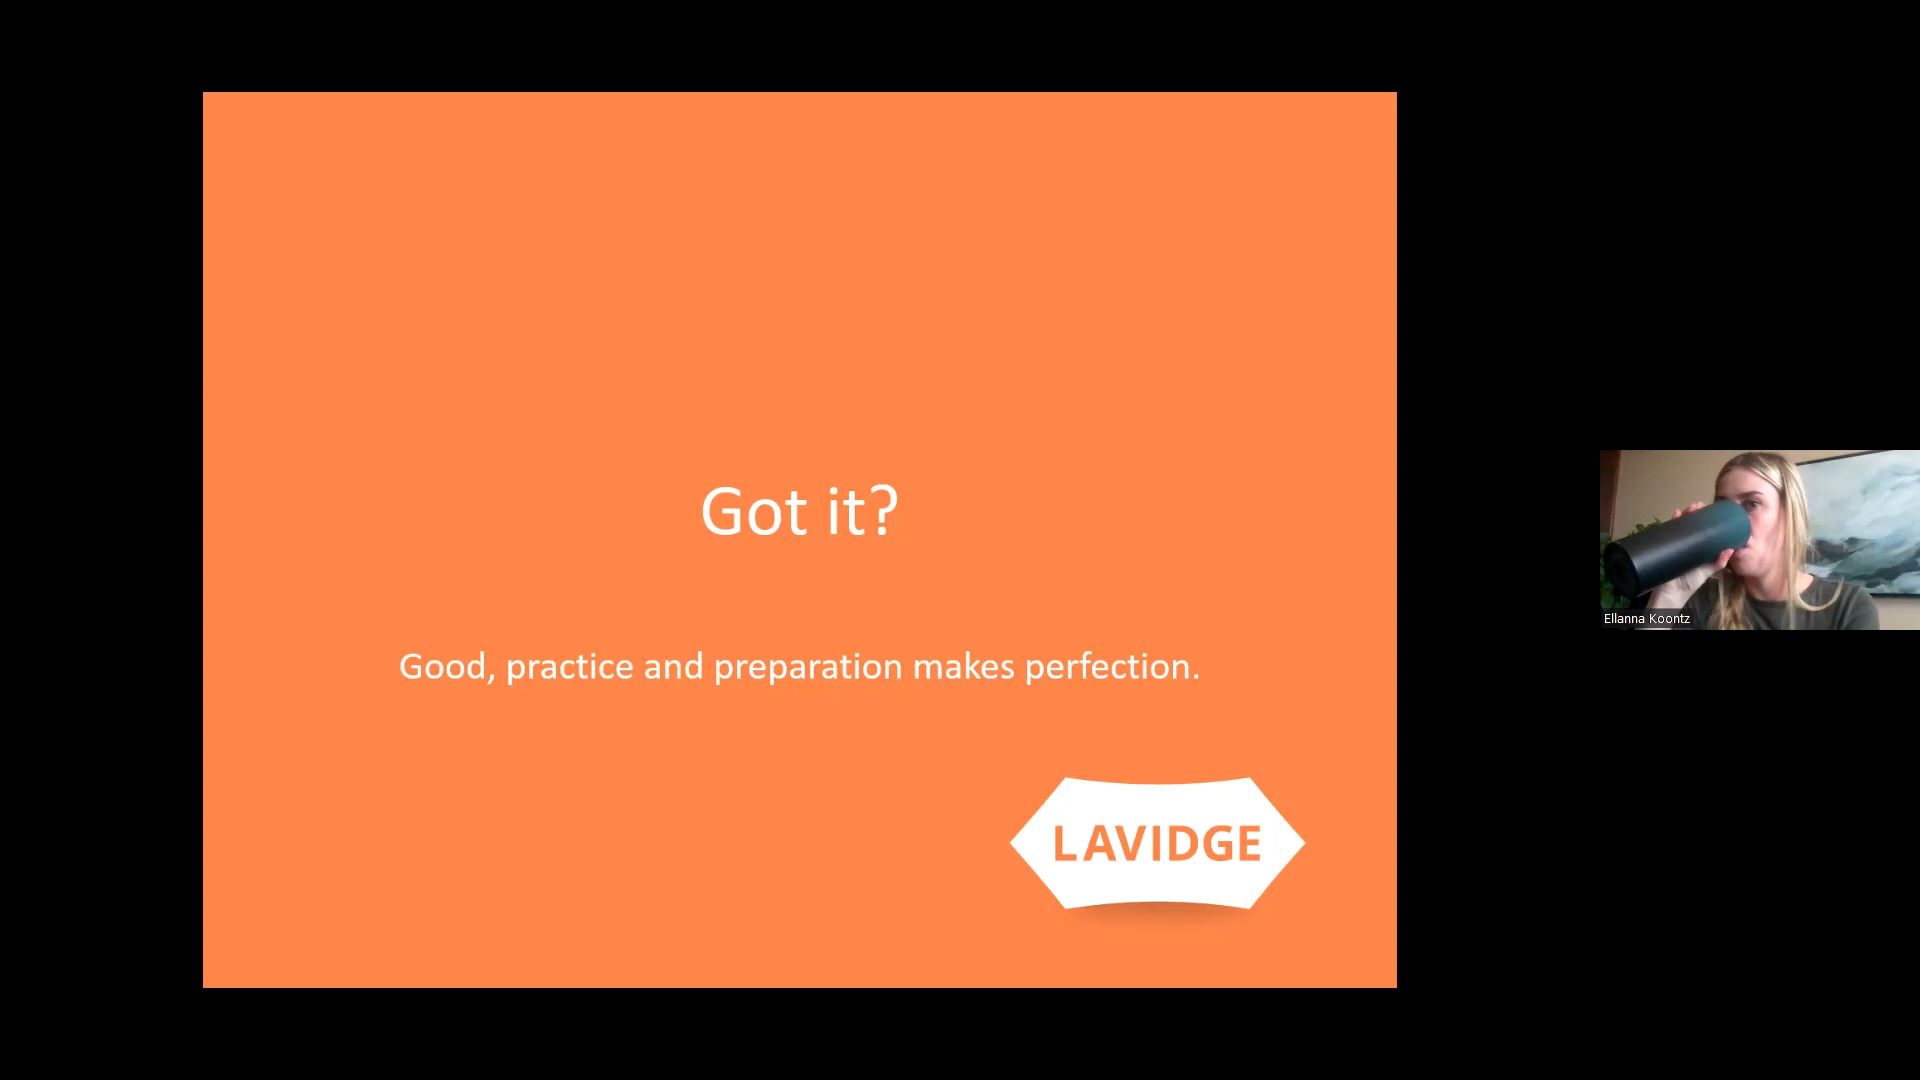 Got it?
Good, practice and preparation makes perfection.
LAVIDGE
Ellanna Koontz